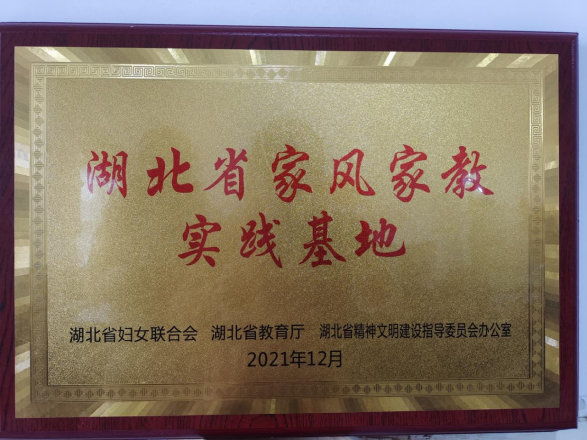 湖北省家风家教
实践基地
湖北省妇女联合会 湖北省教育厅 湖北省精神文明建设指导委员会办公室
2021年12月